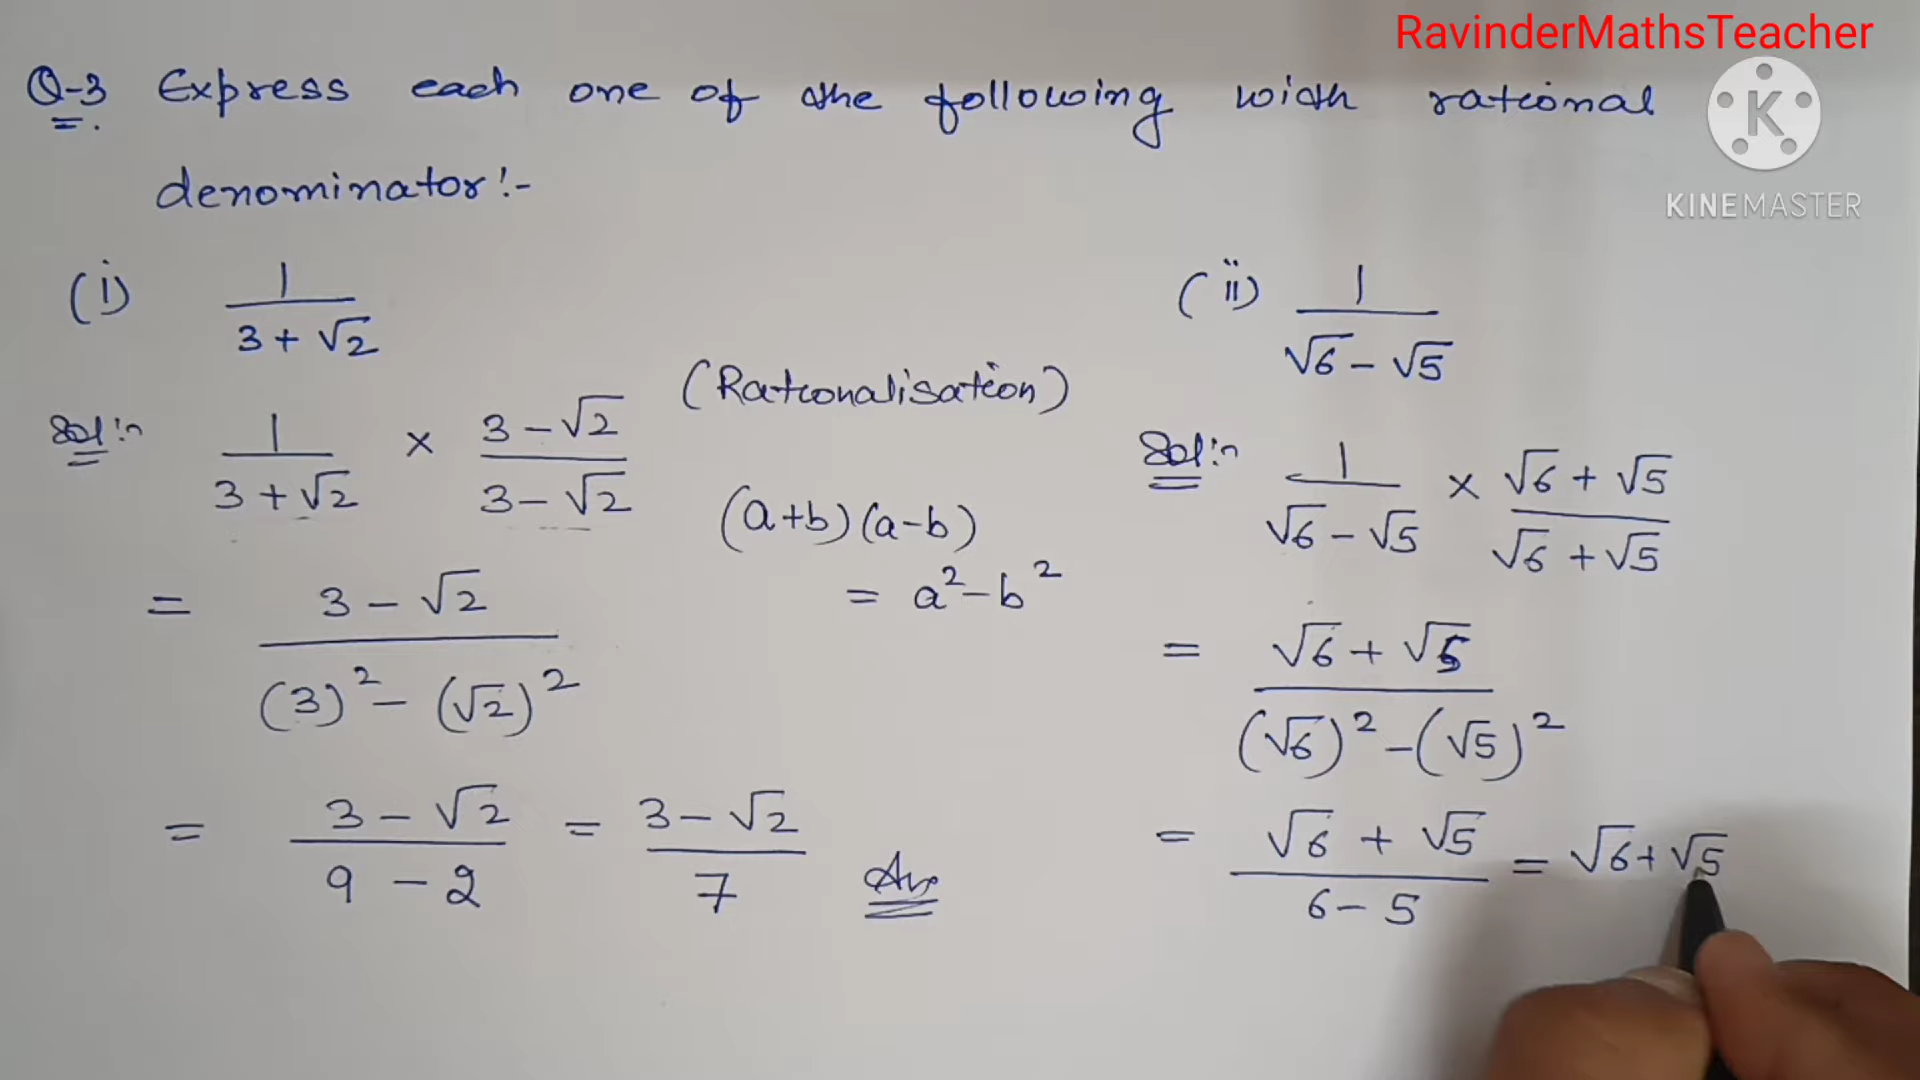 RavinderMathsTeacher
Q-3 Express each one of the following with rational
denominator:-
K
KINEMASTER
(i) 1/(3 + √2)
Sol:n 1/(3 + √2) × (3 - √2)/(3 - √2)
(Rationalisation)
= (3 - √2)/((3)² - (√2)²)
(a+b)(a-b)
= a² - b²
= (3 - √2)/(9 - 2) = (3 - √2)/7 Ans
(ii) 1/(√6 - √5)
Sol:n 1/(√6 - √5) × (√6 + √5)/(√6 + √5)
= (√6 + √5)/((√6)² - (√5)²)
= (√6 + √5)/(6 - 5) = √6 + √5